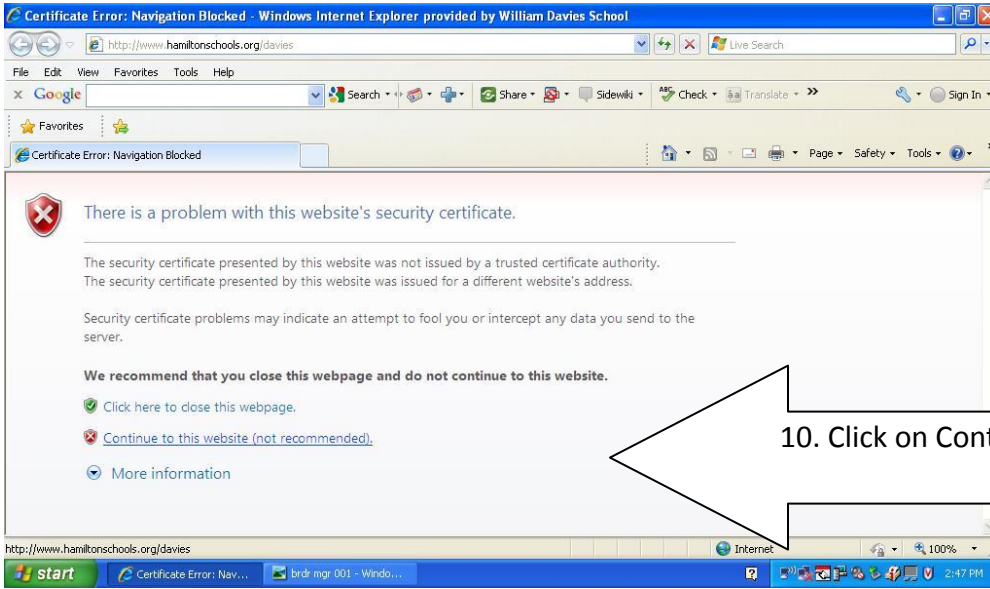 Certificate Error: Navigation Blocked - Windows Internet Explorer provided by William Davies School
http://www.hamiltonschools.org/davies
Live Search
File Edit View Favorites Tools Help
x Google Search Share Sidewiki Check Translate Sign In
Favorites
Certificate Error: Navigation Blocked Page Safety Tools
There is a problem with this website's security certificate.
The security certificate presented by this website was not issued by a trusted certificate authority.
The security certificate presented by this website was issued for a different website's address.
Security certificate problems may indicate an attempt to fool you or intercept any data you send to the
server.
We recommend that you close this webpage and do not continue to this website.
Click here to close this webpage.
Continue to this website (not recommended).
10. Click on Cont
More information
http://www.hamiltonschools.org/davies Internet 100%
start Certificate Error: Nav... brdr mgr 001 - Windo... 2:47 PM